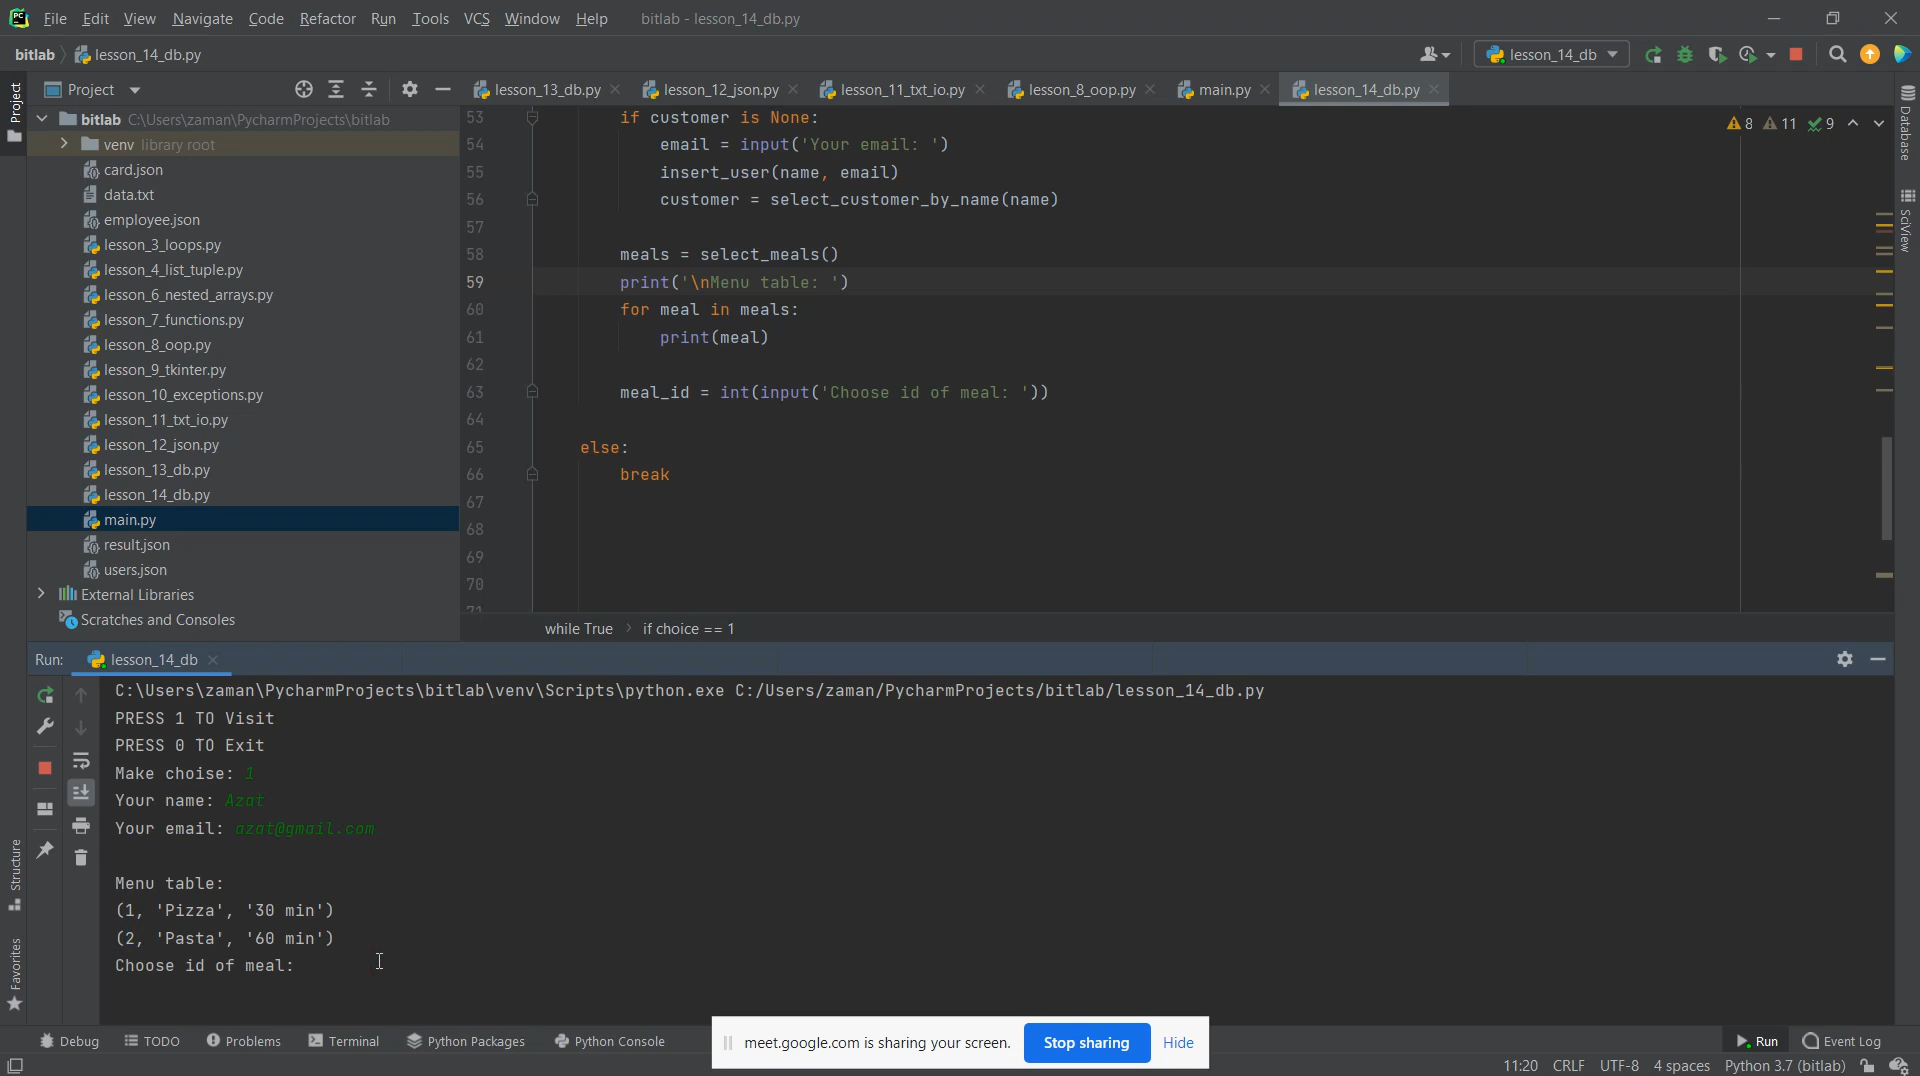 File Edit View Navigate Code Refactor Run Tools VCS Window Help bitlab - lesson_14_db.py
bitlab lesson_14_db.py
lesson_14_db
Project
Project
lesson_13_db.py lesson_12_json.py lesson_11_txt_io.py lesson_8_oop.py main.py lesson_14_db.py
bitlab C:\Users\zaman\PycharmProjects\bitlab
venv library root
card.json
data.txt
employee.json
lesson_3_loops.py
lesson_4_list_tuple.py
lesson_6_nested_arrays.py
lesson_7_functions.py
lesson_8_oop.py
lesson_9_tkinter.py
lesson_10_exceptions.py
lesson_11_txt_io.py
lesson_12_json.py
lesson_13_db.py
lesson_14_db.py
main.py
result.json
users.json
External Libraries
Scratches and Consoles
53 if customer is None:
54 email = input('Your email: ')
55 insert_user(name, email)
56 customer = select_customer_by_name(name)
57
58 meals = select_meals()
59 print('\nMenu table: ')
60 for meal in meals:
61 print(meal)
62
63 meal_id = int(input('Choose id of meal: '))
64
65 else:
66 break
67
68
69
70
71
8 11 9
Database
SciView
while True if choice == 1
Run: lesson_14_db
C:\Users\zaman\PycharmProjects\bitlab\venv\Scripts\python.exe C:/Users/zaman/PycharmProjects/bitlab/lesson_14_db.py
PRESS 1 TO Visit
PRESS 0 TO Exit
Make choise: 1
Your name: Azat
Your email: azat@gmail.com
Menu table:
(1, 'Pizza', '30 min')
(2, 'Pasta', '60 min')
Choose id of meal:
Structure
Favorites
Debug TODO Problems Terminal Python Packages Python Console
meet.google.com is sharing your screen. Stop sharing Hide
Run Event Log
11:20 CRLF UTF-8 4 spaces Python 3.7 (bitlab)